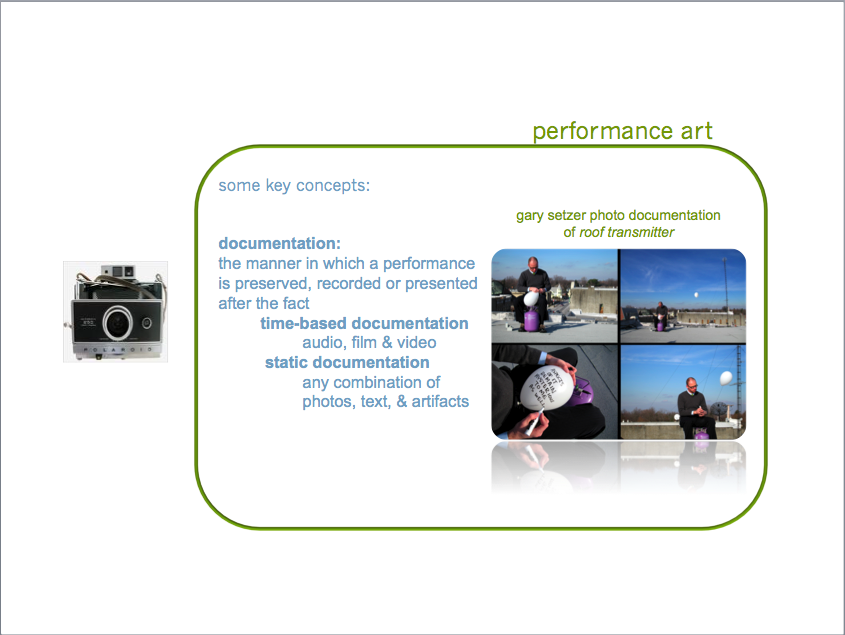 performance art
some key concepts:
gary setzer photo documentation
of roof transmitter
documentation:
the manner in which a performance
is preserved, recorded or presented
after the fact
time-based documentation
audio, film & video
static documentation
any combination of
photos, text, & artifacts
POLAROID